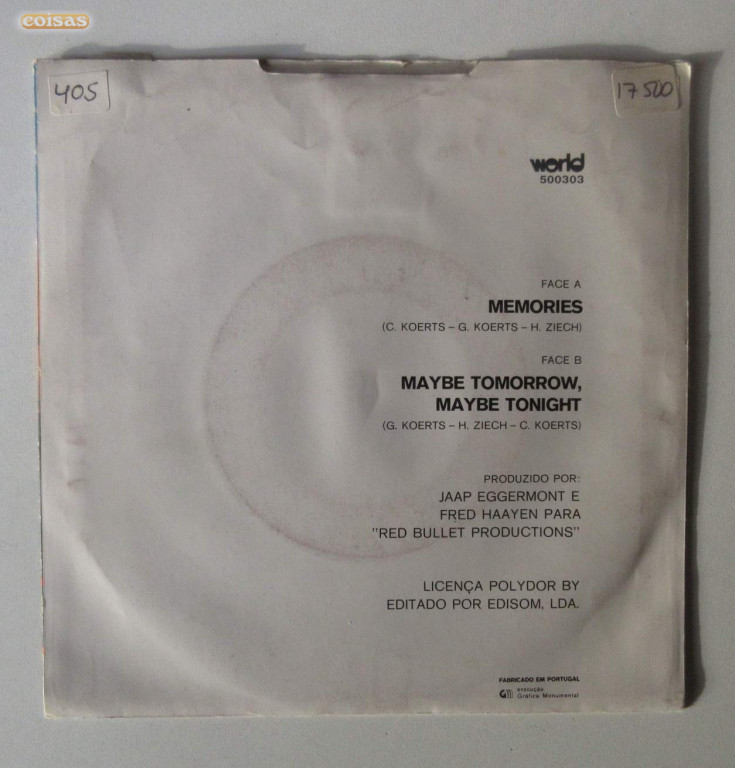 coisas
405
17 500
world
500303
FACE A
MEMORIES
(C. KOERTS – G. KOERTS – H. ZIECH)
FACE B
MAYBE TOMORROW,
MAYBE TONIGHT
(G. KOERTS – H. ZIECH – C. KOERTS)
PRODUZIDO POR:
JAAP EGGERMONT E
FRED HAAYEN PARA
"RED BULLET PRODUCTIONS"
LICENÇA POLYDOR BY
EDITADO POR EDISOM, LDA.
FABRICADO EM PORTUGAL
execução
Gráfica Monumental